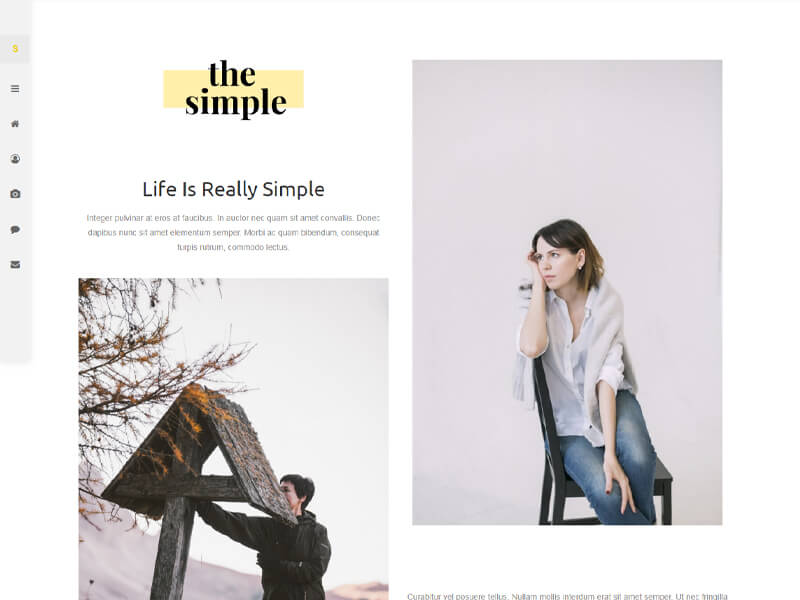 S
the
simple
Life Is Really Simple
Integer pulvinar at eros at faucibus. In auctor nec quam sit amet convallis. Donec
dapibus nunc sit amet elementum semper. Morbi ac quam bibendum, consequat
turpis rutrum, commodo lectus.
Curabitur vel posuere tellus. Nullam mollis interdum erat sit amet semper. Ut nec fringilla